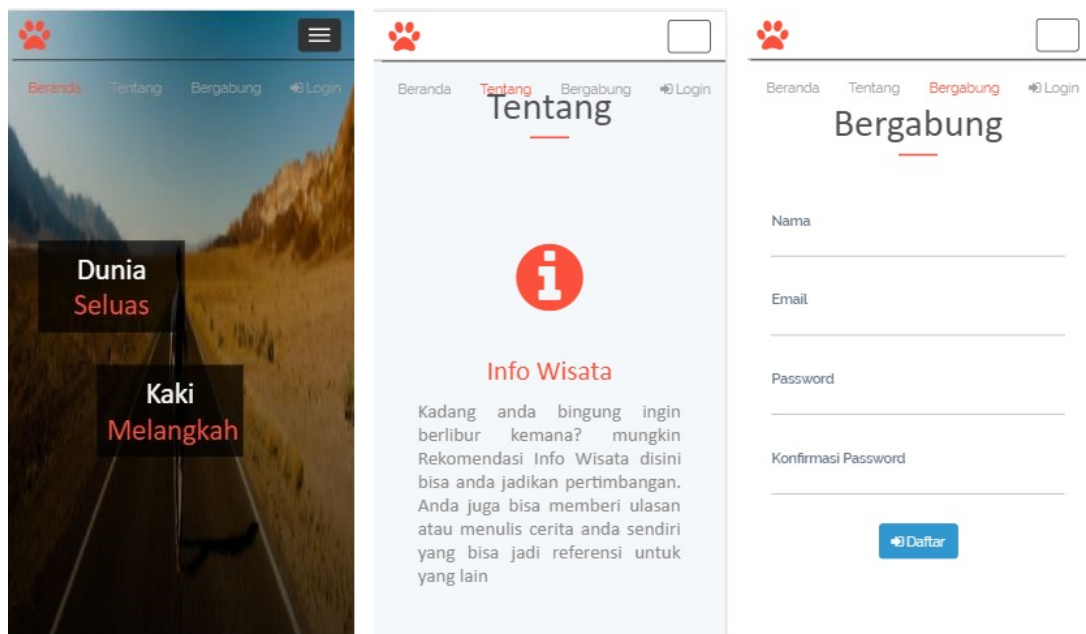 Beranda Tentang Bergabung Login
Dunia
Seluas
Kaki
Melangkah
Beranda Tentang Bergabung Login
Tentang
Info Wisata
Kadang anda bingung ingin
berlibur kemana? mungkin
Rekomendasi Info Wisata disini
bisa anda jadikan pertimbangan.
Anda juga bisa memberi ulasan
atau menulis cerita anda sendiri
yang bisa jadi referensi untuk
yang lain
Beranda Tentang Bergabung Login
Bergabung
Nama
Email
Password
Konfirmasi Password
Daftar